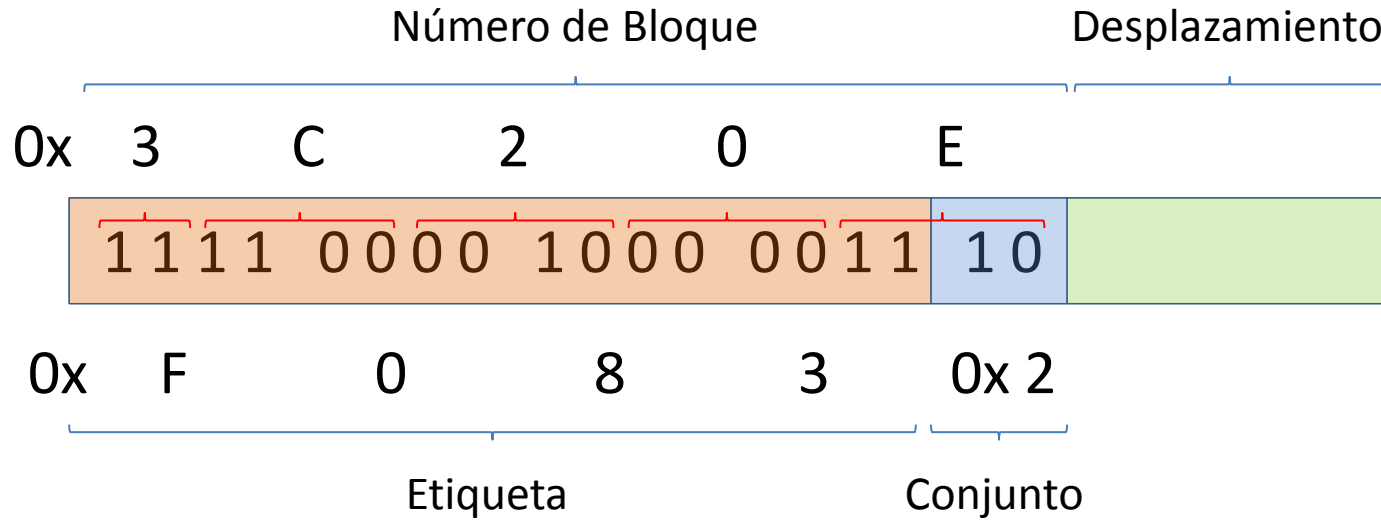 Número de Bloque Desplazamiento
0x 3 C 2 0 E
1 1 1 1 0 0 0 0 1 0 0 0 0 0 1 1 1 0
0x F 0 8 3 0x 2
Etiqueta Conjunto